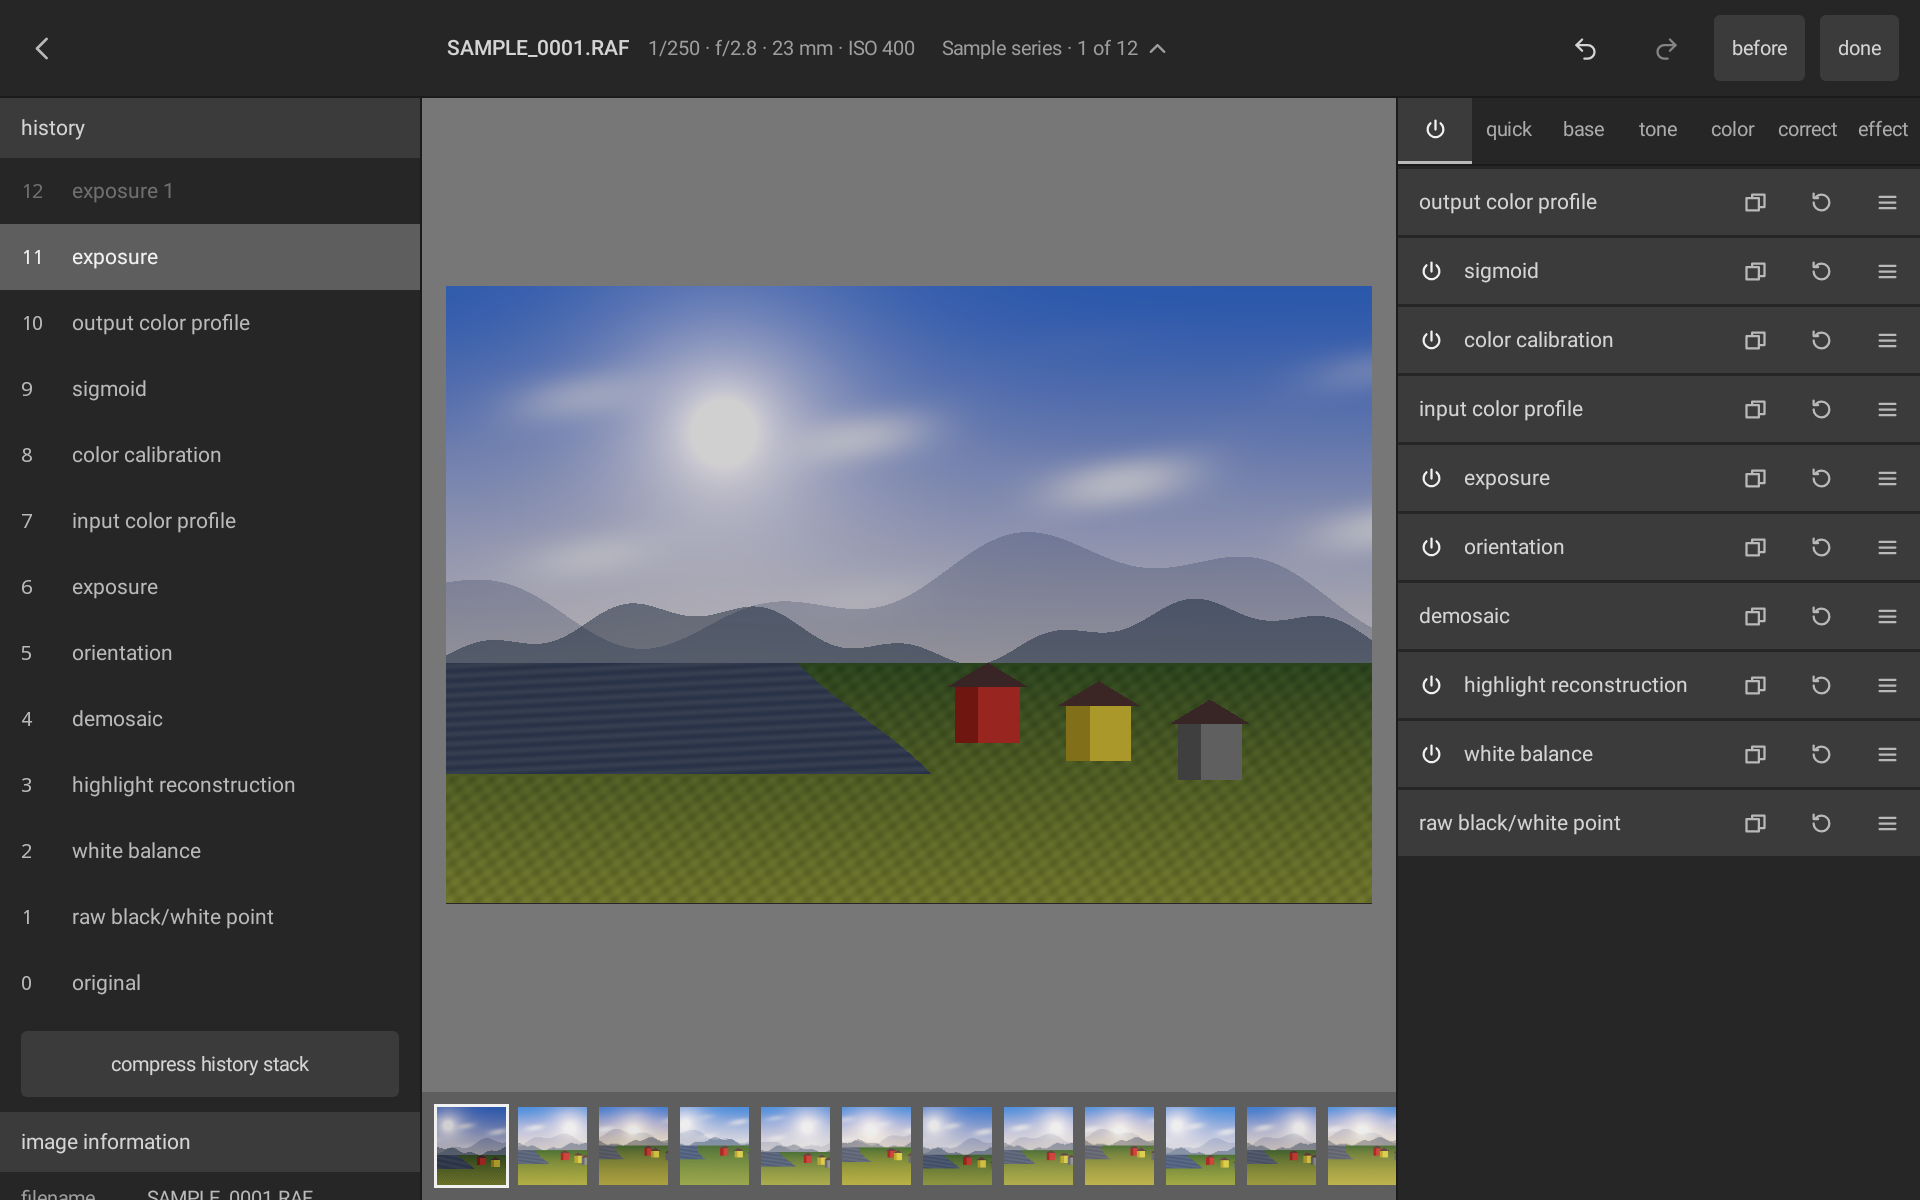 SAMPLE_0001.RAF 1/250 · f/2.8 · 23 mm · ISO 400 Sample series · 1 of 12
before
done
history
12 exposure 1
11 exposure
10 output color profile
9 sigmoid
8 color calibration
7 input color profile
6 exposure
5 orientation
4 demosaic
3 highlight reconstruction
2 white balance
1 raw black/white point
0 original
compress history stack
image information
filename SAMPLE_0001.RAF
quick base tone color correct effect
output color profile
sigmoid
color calibration
input color profile
exposure
orientation
demosaic
highlight reconstruction
white balance
raw black/white point